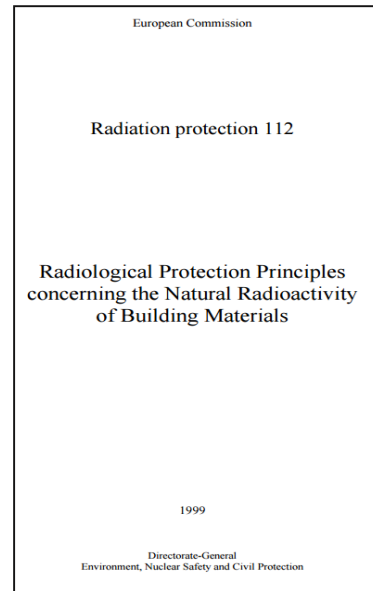 European Commission
Radiation protection 112
Radiological Protection Principles
concerning the Natural Radioactivity
of Building Materials
1999
Directorate-General
Environment, Nuclear Safety and Civil Protection